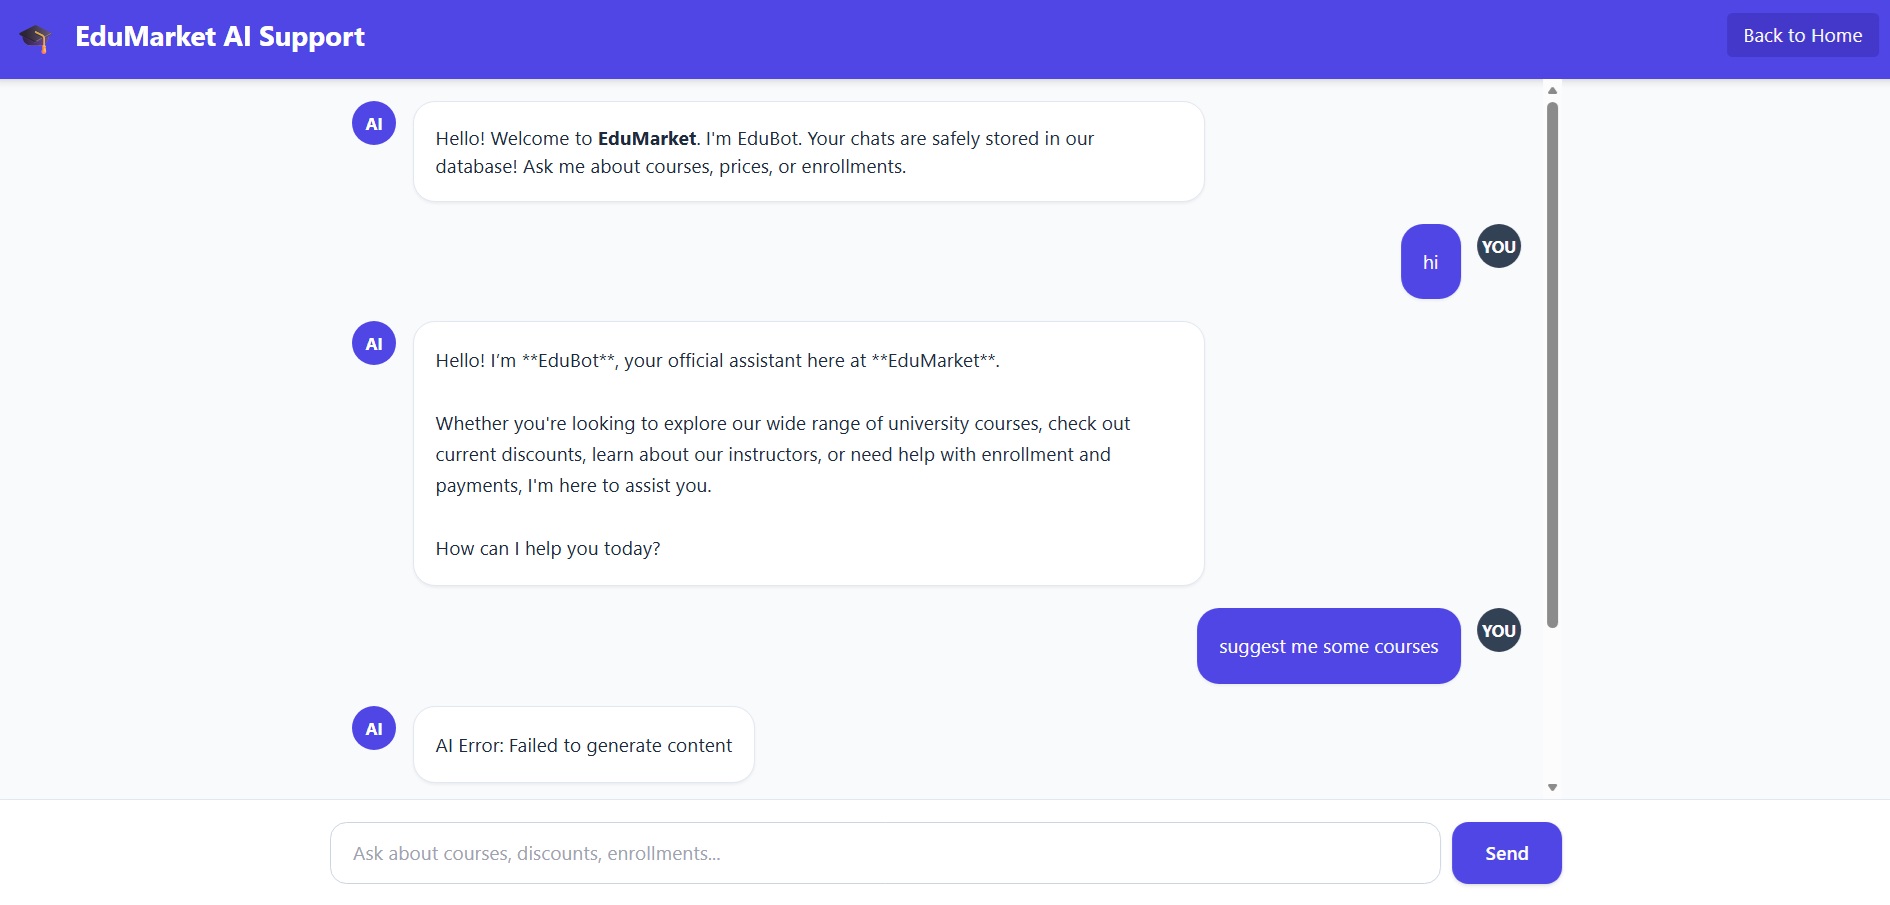 EduMarket AI Support
Back to Home
AI
Hello! Welcome to EduMarket. I'm EduBot. Your chats are safely stored in our
database! Ask me about courses, prices, or enrollments.
YOU
hi
AI
Hello! I’m **EduBot**, your official assistant here at **EduMarket**.
Whether you're looking to explore our wide range of university courses, check out
current discounts, learn about our instructors, or need help with enrollment and
payments, I'm here to assist you.
How can I help you today?
YOU
suggest me some courses
AI
AI Error: Failed to generate content
Ask about courses, discounts, enrollments...
Send